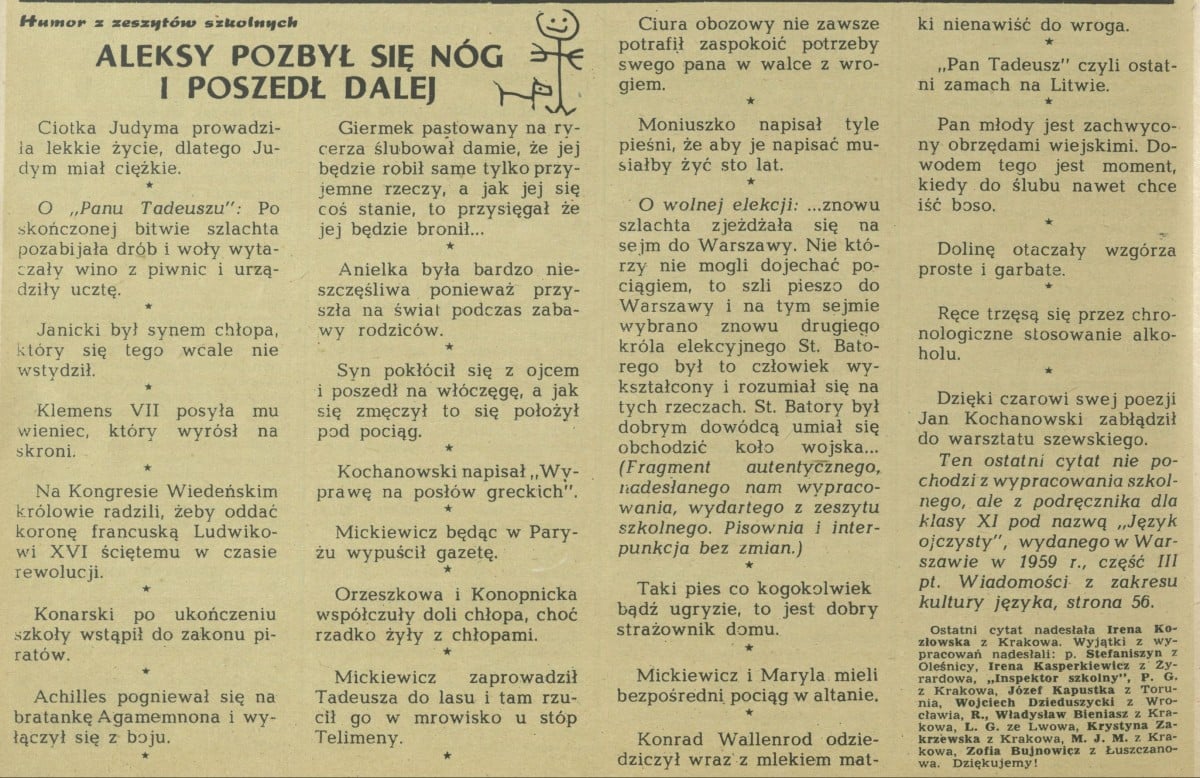 Humor z zeszytów szkolnych
ALEKSY POZBYŁ SIĘ NÓG
I POSZEDŁ DALEJ
Ciotka Judyma prowadzi-
ła lekkie życie, dlatego Ju-
dym miał ciężkie.
★
O „Panu Tadeuszu": Po
skończonej bitwie szlachta
pozabijała drób i woły wyta-
czały wino z piwnic i urzą-
dziły ucztę.
★
Janicki był synem chłopa,
który się tego wcale nie
wstydził.
★
Klemens VII posyła mu
wieniec, który wyrósł na
skroni.
★
Na Kongresie Wiedeńskim
królowie radzili, żeby oddać
koronę francuską Ludwiko-
wi XVI ściętemu w czasie
rewolucji.
★
Konarski po ukończeniu
szkoły wstąpił do zakonu pi-
ratów.
★
Achilles pogniewał się na
bratankę Agamemnona i wy-
łączył się z boju.
★
Giermek pastowany na ry-
cerza ślubował damie, że jej
będzie robił same tylko przy-
jemne rzeczy, a jak jej się
coś stanie, to przysięgał że
jej będzie bronił...
★
Anielka była bardzo nie-
szczęśliwa ponieważ przy-
szła na świat podczas zaba-
wy rodziców.
★
Syn pokłócił się z ojcem
i poszedł na włóczęgę, a jak
się zmęczył to się położył
pod pociąg.
★
Kochanowski napisał „Wy-
prawę na posłów greckich".
★
Mickiewicz będąc w Pary-
żu wypuścił gazetę.
★
Orzeszkowa i Konopnicka
współczuły doli chłopa, choć
rzadko żyły z chłopami.
★
Mickiewicz zaprowadził
Tadeusza do lasu i tam rzu-
cił go w mrowisko u stóp
Telimeny.
★
Ciura obozowy nie zawsze
potrafił zaspokoić potrzeby
swego pana w walce z wro-
giem.
★
Moniuszko napisał tyle
pieśni, że aby je napisać mu-
siałby żyć sto lat.
★
O wolnej elekcji: ...znowu
szlachta zjeżdżała się na
sejm do Warszawy. Nie któ-
rzy nie mogli dojechać po-
ciągiem, to szli pieszo do
Warszawy i na tym sejmie
wybrano znowu drugiego
króla elekcyjnego St. Bato-
rego był to człowiek wy-
kształcony i rozumiał się na
tych rzeczach. St. Batory był
dobrym dowódcą umiał się
obchodzić koło wojska...
(Fragment autentycznego,
nadesłanego nam wypraco-
wania, wydartego z zeszytu
szkolnego. Pisownia i inter-
punkcja bez zmian.)
★
Taki pies co kogokolwiek
bądź ugryzie, to jest dobry
strażownik domu.
★
Mickiewicz i Maryla mieli
bezpośredni pociąg w altanie.
★
Konrad Wallenrod odzie-
dziczył wraz z mlekiem mat-
ki nienawiść do wroga.
★
„Pan Tadeusz" czyli ostat-
ni zamach na Litwie.
★
Pan młody jest zachwyco-
ny obrzędami wiejskimi. Do-
wodem tego jest moment,
kiedy do ślubu nawet chce
iść boso.
★
Dolinę otaczały wzgórza
proste i garbate.
★
Ręce trzęsą się przez chro-
nologiczne stosowanie alko-
holu.
★
Dzięki czarowi swej poezji
Jan Kochanowski zabłądził
do warsztatu szewskiego.
Ten ostatni cytat nie po-
chodzi z wypracowania szkol-
nego, ale z podręcznika dla
klasy XI pod nazwą „Język
ojczysty", wydanego w War-
szawie w 1959 r., część III
pt. Wiadomości z zakresu
kultury języka, strona 56.
Ostatni cytat nadesłała Irena Ko-
złowska z Krakowa. Wyjątki z wy-
pracowań nadesłali: p. Stefaniszyn z
Oleśnicy, Irena Kasperkiewicz z Ży-
rardowa, „Inspektor szkolny", P. G.
z Krakowa, Józef Kapustka z Toru-
nia, Wojciech Dzieduszycki z Wro-
cławia, R., Władysław Bieniasz z Kra-
kowa, L. G. ze Lwowa, Krystyna Za-
krzewska z Krakowa, M. J. M. z Kra-
kowa, Zofia Bujnowicz z Łuszczano-
wa. Dziękujemy!